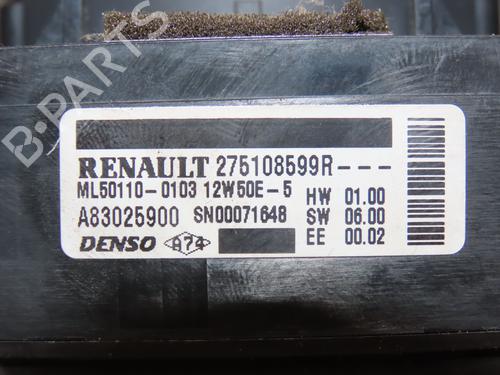 RENAULT 275108599R---
ML50110-0103 12W50E-5
HW 01.00
A83025900 SN00071648
SW 06.00
DENSO A74
EE 00.02
B-PARTS